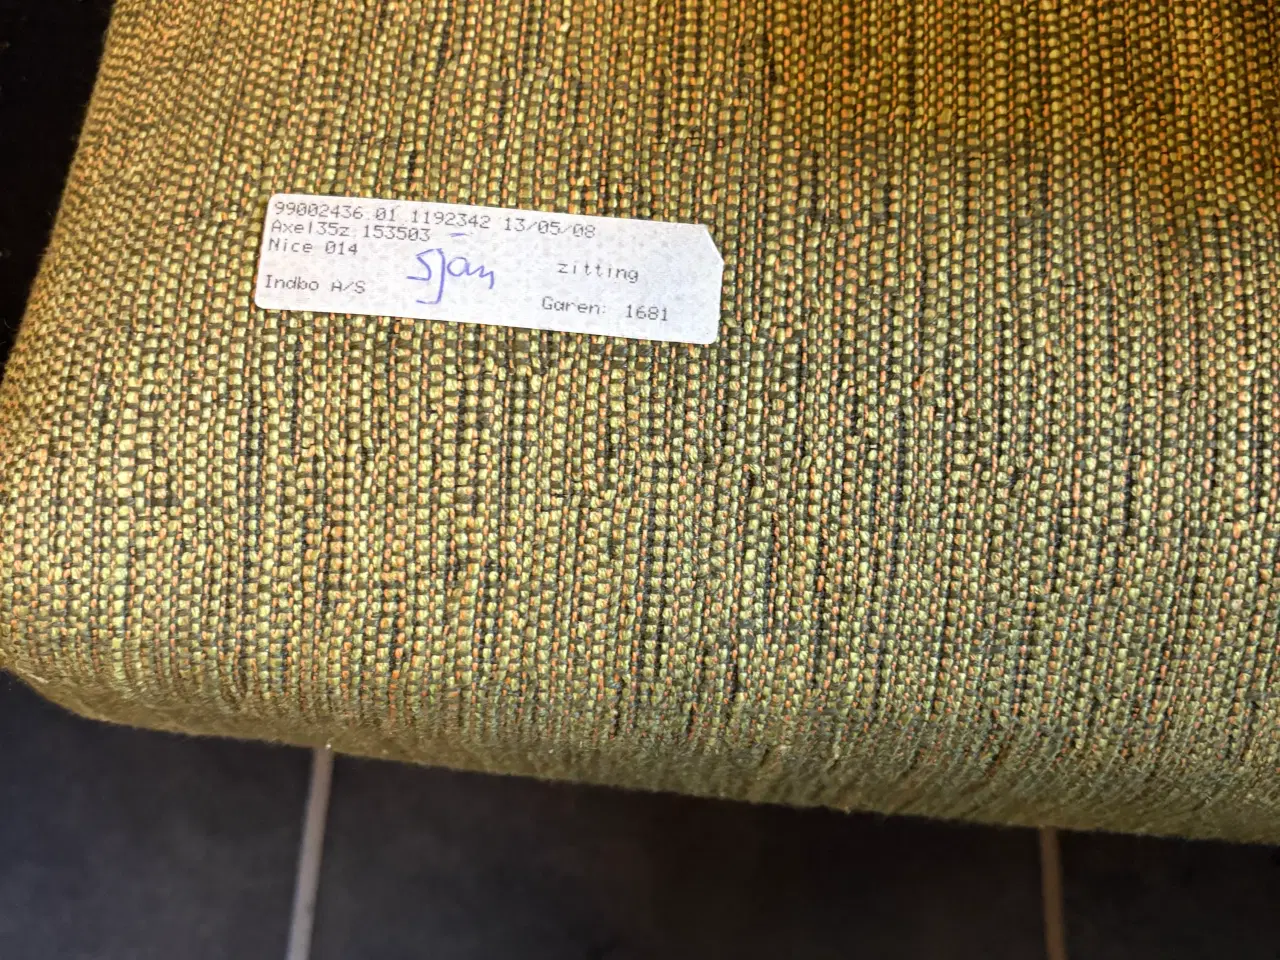 99002436 01 1192342 13/05/08
Axel35z 153503
Nice 014
sjan
zitting
Indbo A/S
Garen: 1681